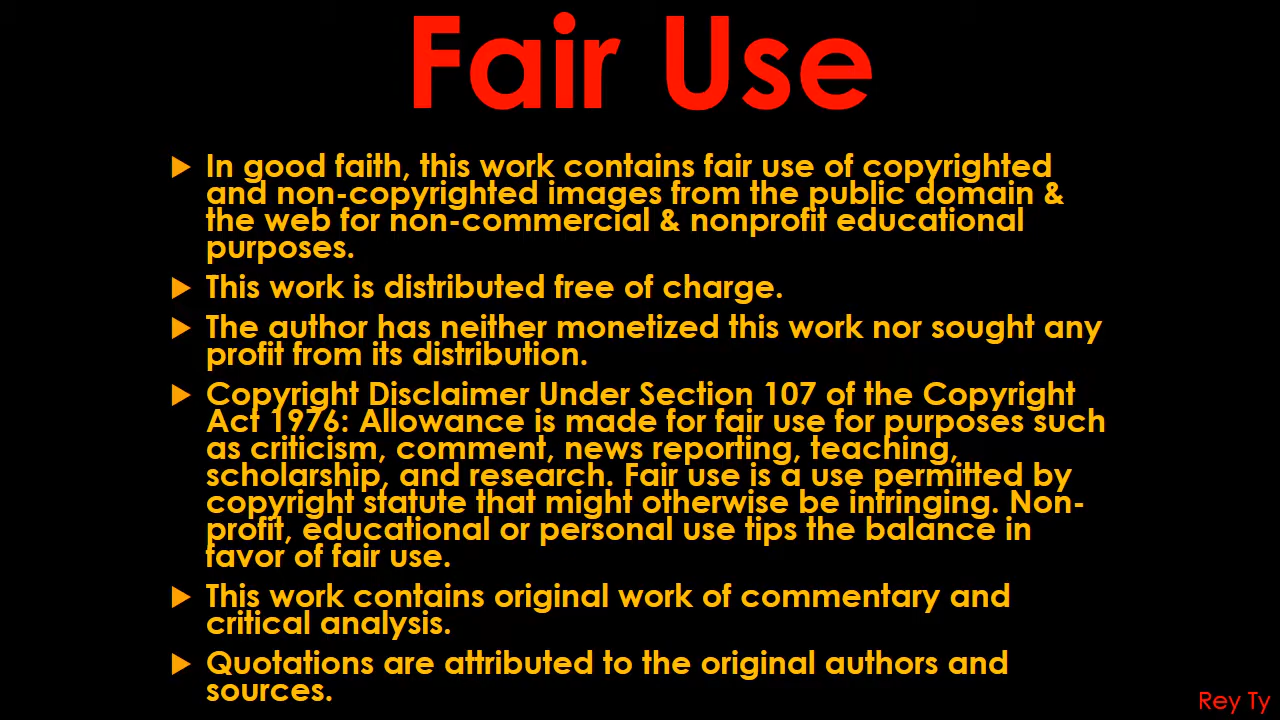 Fair Use
In good faith, this work contains fair use of copyrighted
and non-copyrighted images from the public domain &
the web for non-commercial & nonprofit educational
purposes.
This work is distributed free of charge.
The author has neither monetized this work nor sought any
profit from its distribution.
Copyright Disclaimer Under Section 107 of the Copyright
Act 1976: Allowance is made for fair use for purposes such
as criticism, comment, news reporting, teaching,
scholarship, and research. Fair use is a use permitted by
copyright statute that might otherwise be infringing. Non-
profit, educational or personal use tips the balance in
favor of fair use.
This work contains original work of commentary and
critical analysis.
Quotations are attributed to the original authors and
sources.
Rey Ty